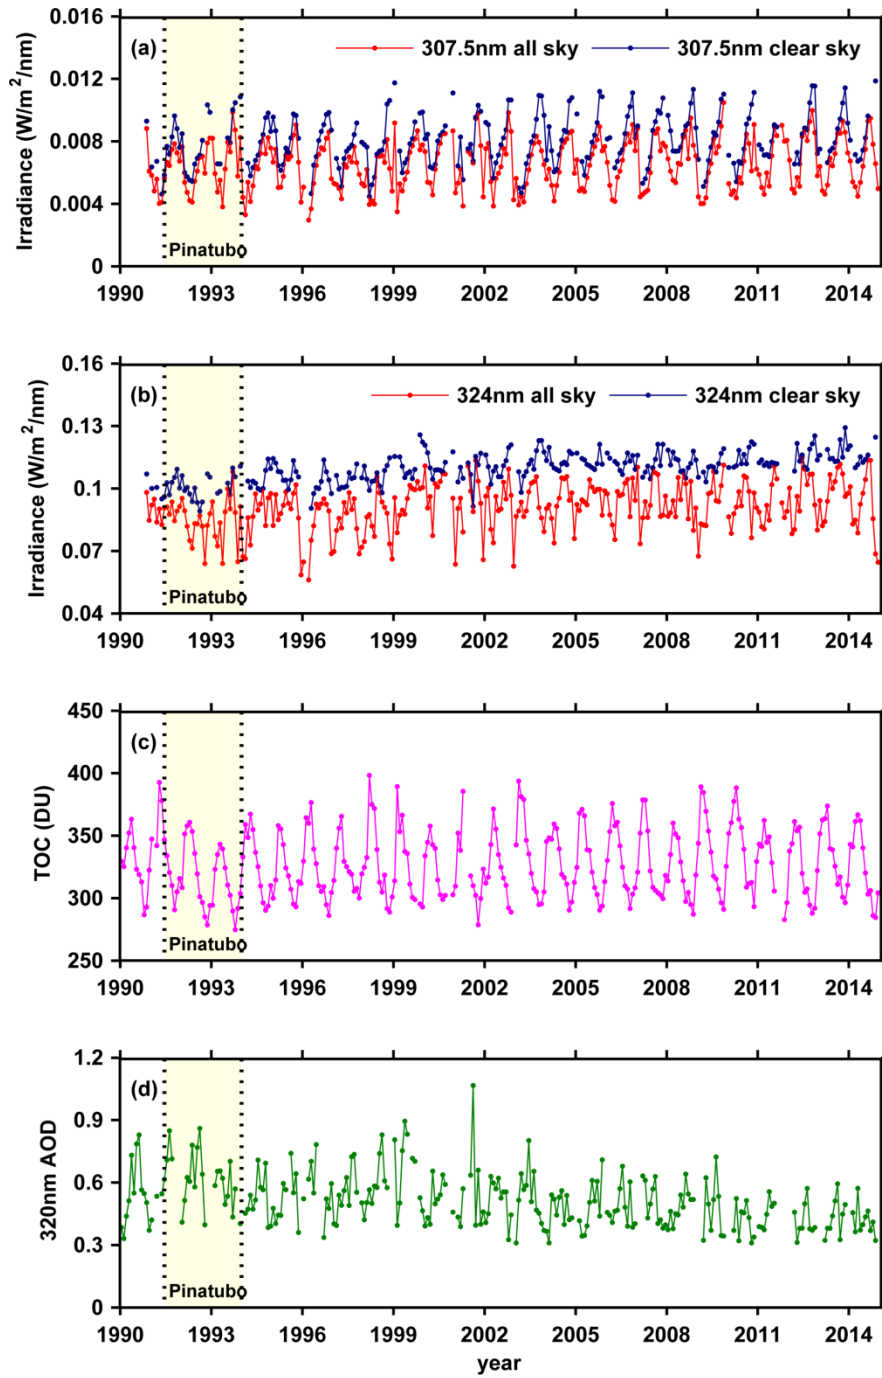 0.016
(a) 307.5nm all sky 307.5nm clear sky
0.012
0.008
0.004
0
Irradiance (W/m²/nm)
Pinatubo
1990 1993 1996 1999 2002 2005 2008 2011 2014
0.16
(b) 324nm all sky 324nm clear sky
0.13
0.1
0.07
0.04
Irradiance (W/m²/nm)
Pinatubo
1990 1993 1996 1999 2002 2005 2008 2011 2014
450
(c)
400
350
300
250
TOC (DU)
Pinatubo
1990 1993 1996 1999 2002 2005 2008 2011 2014
1.2
(d)
0.9
0.6
0.3
0
320nm AOD
Pinatubo
1990 1993 1996 1999 2002 2005 2008 2011 2014
year